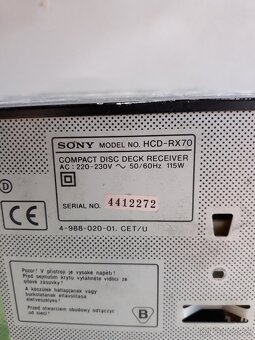 SONY MODEL NO. HCD-RX70
COMPACT DISC DECK RECEIVER
AC : 220-230V ~ 50/60Hz 115W
SERIAL NO. 4412272
D
CE
4-988-020-01. CET/U
Pozor! V přístroji je vysoké napětí!
Před sejmutím krytu vytáhněte vidlici ze
síťové zásuvky!
A készülék hátlapjának vagy
burkolatának eltávolítása
Przed otwarciem obudowy odłączyć
od sieci!
B